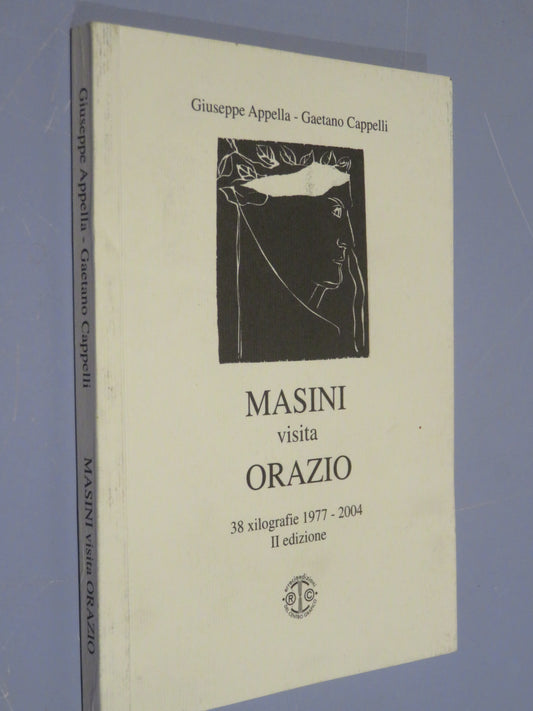 Giuseppe Appella - Gaetano Cappelli
MASINI
visita
ORAZIO
38 xilografie 1977 - 2004
II edizione
R C
Giuseppe Appella - Gaetano Cappelli
MASINI visita ORAZIO